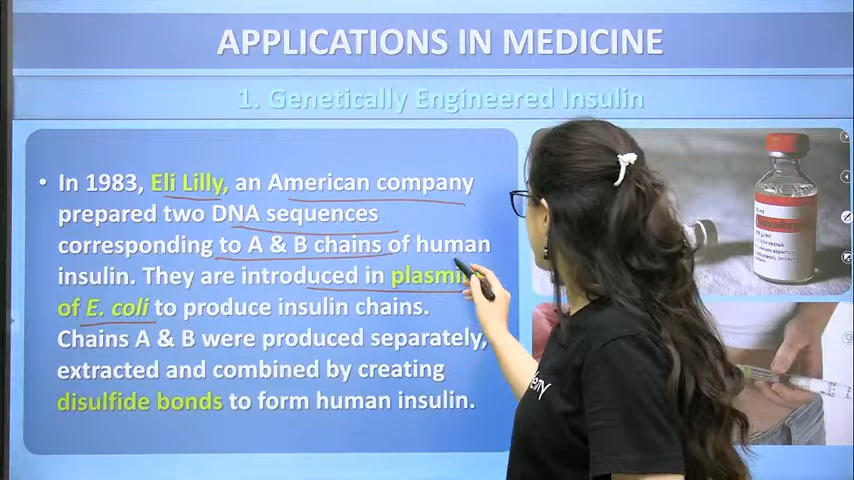 APPLICATIONS IN MEDICINE
1. Genetically Engineered Insulin
• In 1983, Eli Lilly, an American company
prepared two DNA sequences
corresponding to A & B chains of human
insulin. They are introduced in
of E. coli to produce insulin chains.
Chains A & B were produced separately,
extracted and combined by creating
disulfide bonds to form human insulin.